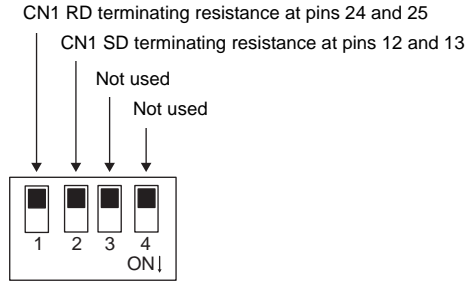 CN1 RD terminating resistance at pins 24 and 25
CN1 SD terminating resistance at pins 12 and 13
Not used
Not used
1 2 3 4
ON↓